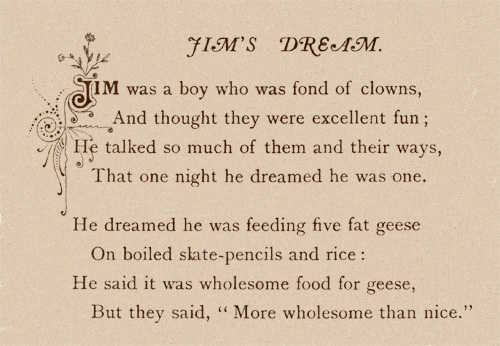 JIM'S DREAM.
JIM was a boy who was fond of clowns,
And thought they were excellent fun;
He talked so much of them and their ways,
That one night he dreamed he was one.
He dreamed he was feeding five fat geese
On boiled slate-pencils and rice:
He said it was wholesome food for geese,
But they said, "More wholesome than nice."